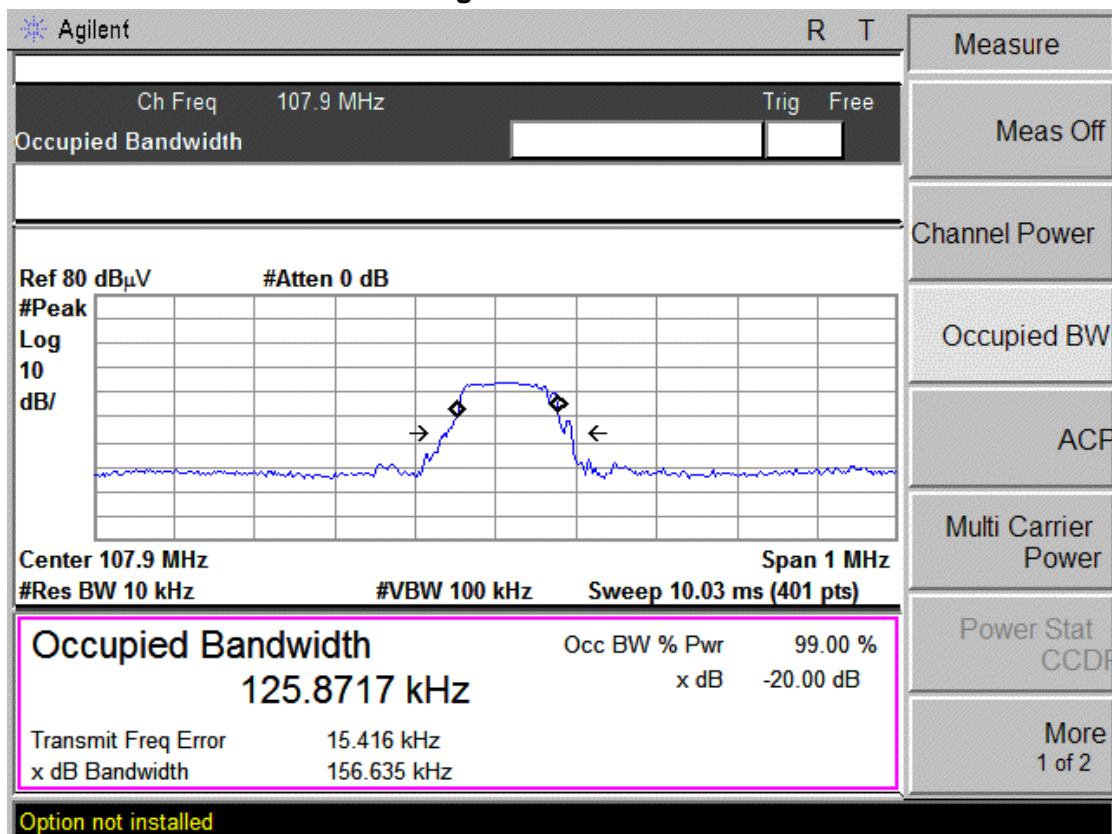 Agilent R T
Measure
Ch Freq 107.9 MHz Trig Free
Occupied Bandwidth
Meas Off
Channel Power
Ref 80 dBμV #Atten 0 dB
#Peak
Log
10
dB/
Occupied BW
ACP
Center 107.9 MHz Span 1 MHz
#Res BW 10 kHz #VBW 100 kHz Sweep 10.03 ms (401 pts)
Multi Carrier
Power
Occupied Bandwidth
125.8717 kHz
Occ BW % Pwr 99.00 %
x dB -20.00 dB
Transmit Freq Error 15.416 kHz
x dB Bandwidth 156.635 kHz
Power Stat
CCDF
More
1 of 2
Option not installed